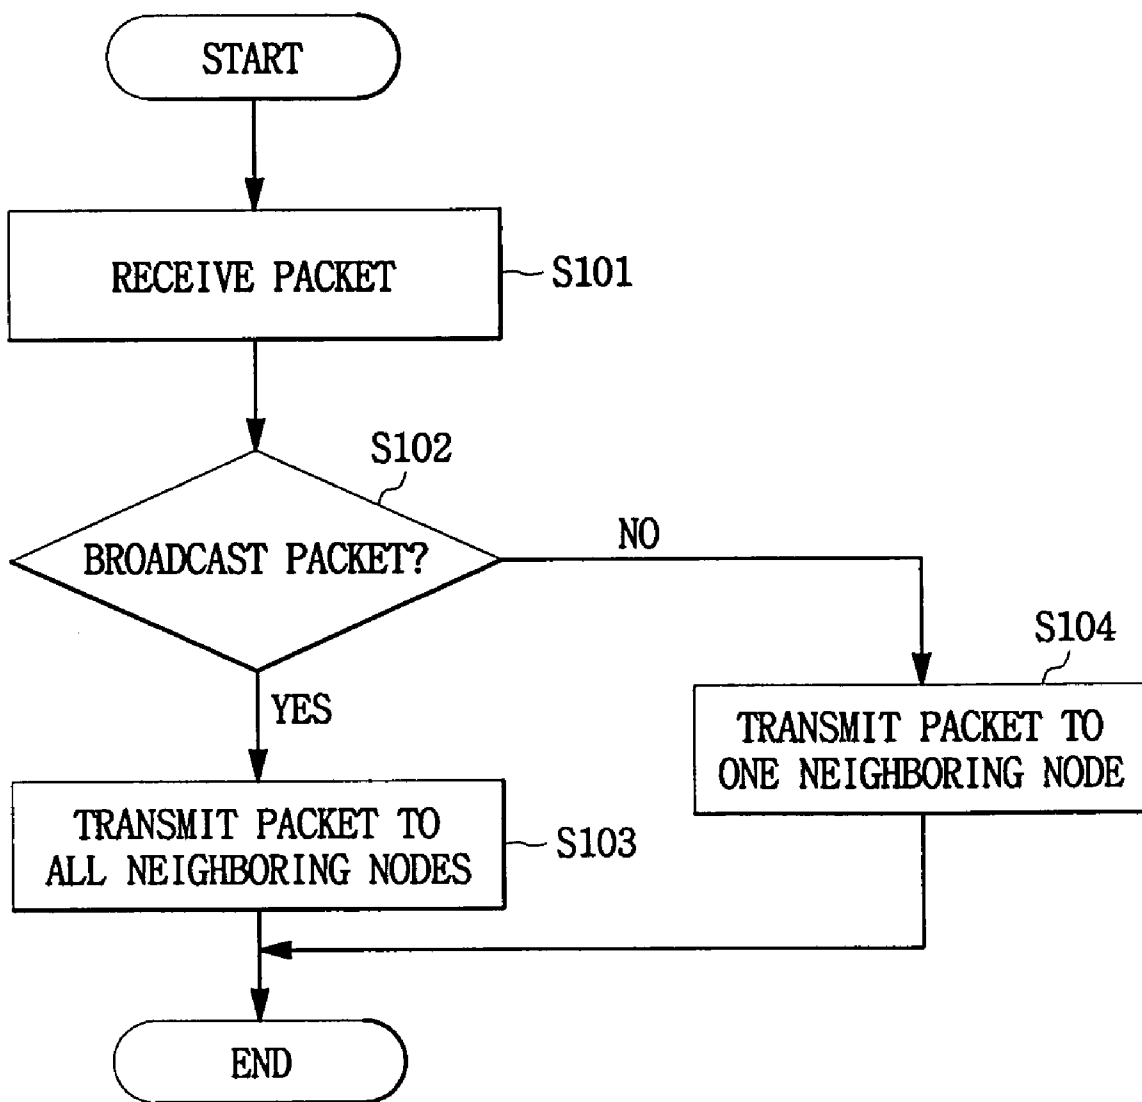 START
RECEIVE PACKET
S101
S102
BROADCAST PACKET?
NO
YES
S104
TRANSMIT PACKET TO
ONE NEIGHBORING NODE
TRANSMIT PACKET TO
ALL NEIGHBORING NODES
S103
END